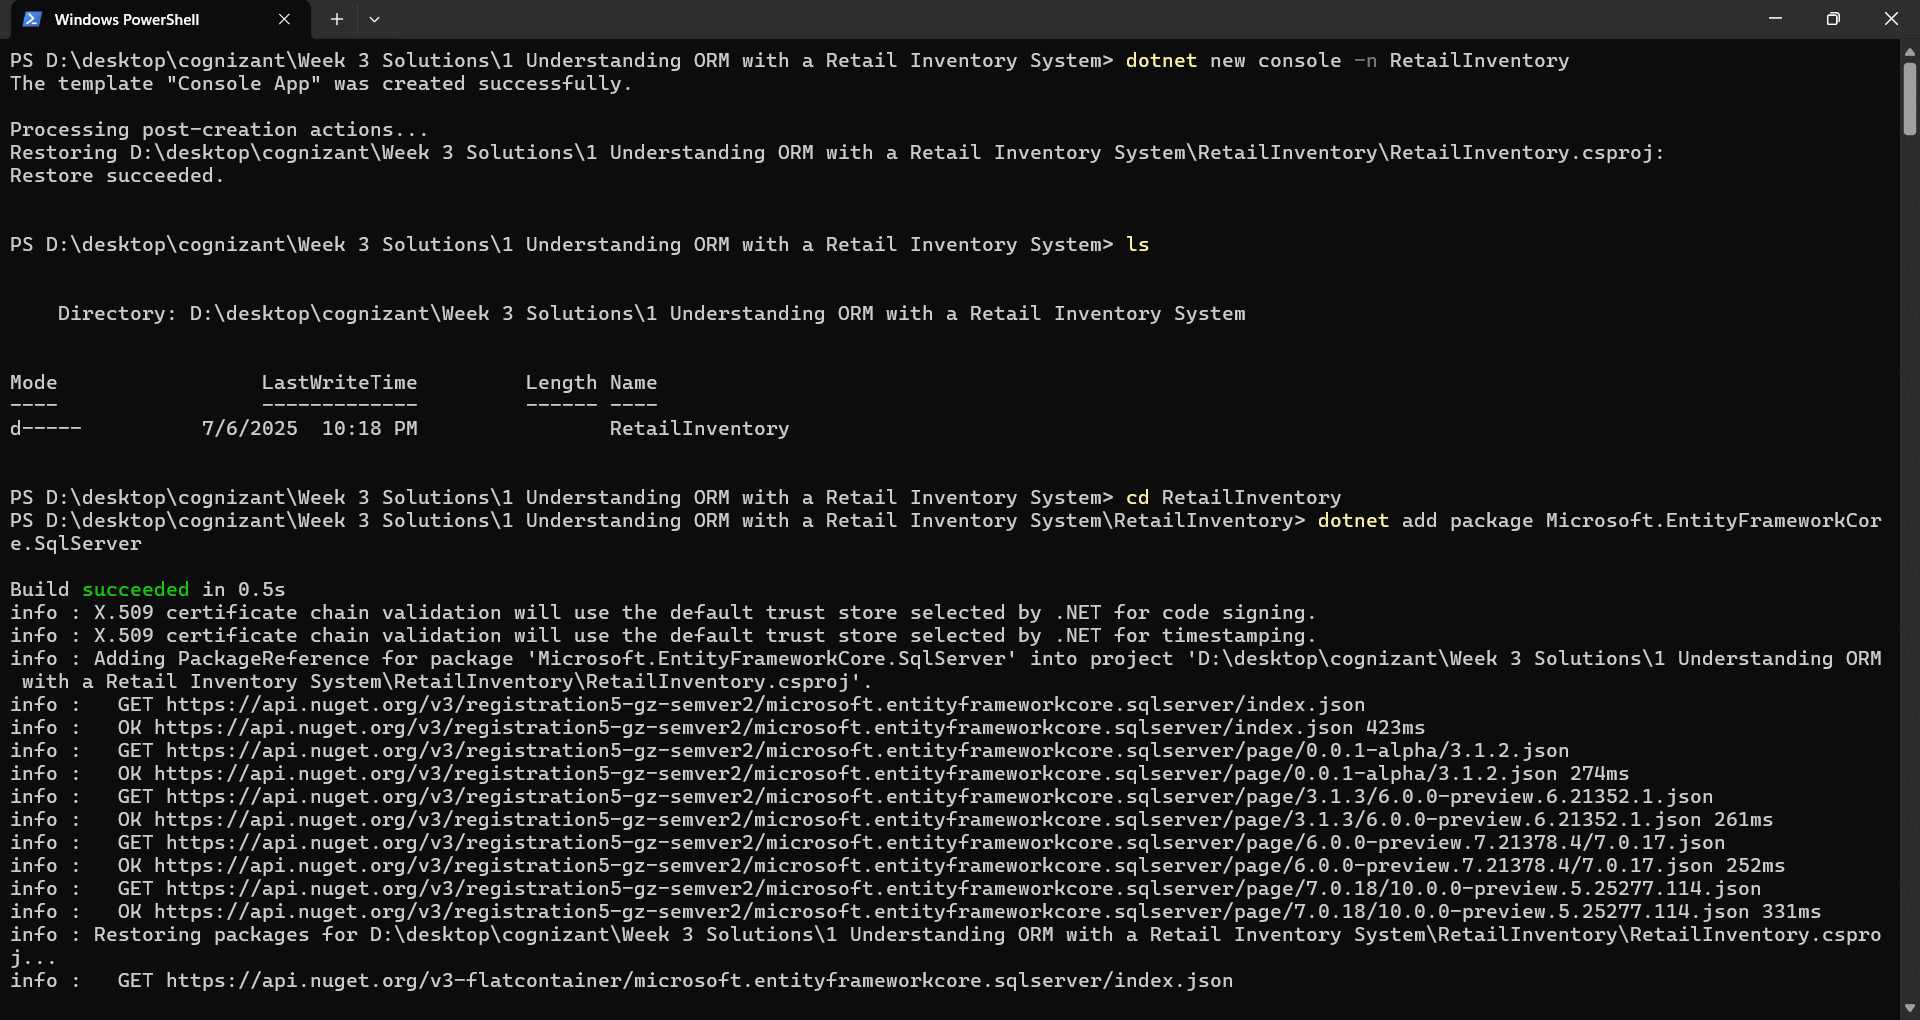 Windows PowerShell
PS D:\desktop\cognizant\Week 3 Solutions\1 Understanding ORM with a Retail Inventory System> dotnet new console -n RetailInventory
The template "Console App" was created successfully.
Processing post-creation actions...
Restoring D:\desktop\cognizant\Week 3 Solutions\1 Understanding ORM with a Retail Inventory System\RetailInventory\RetailInventory.csproj:
Restore succeeded.
PS D:\desktop\cognizant\Week 3 Solutions\1 Understanding ORM with a Retail Inventory System> ls
    Directory: D:\desktop\cognizant\Week 3 Solutions\1 Understanding ORM with a Retail Inventory System
Mode                 LastWriteTime         Length Name
----                 -------------         ------ ----
d-----          7/6/2025  10:18 PM                RetailInventory
PS D:\desktop\cognizant\Week 3 Solutions\1 Understanding ORM with a Retail Inventory System> cd RetailInventory
PS D:\desktop\cognizant\Week 3 Solutions\1 Understanding ORM with a Retail Inventory System\RetailInventory> dotnet add package Microsoft.EntityFrameworkCor
e.SqlServer
Build succeeded in 0.5s
info : X.509 certificate chain validation will use the default trust store selected by .NET for code signing.
info : X.509 certificate chain validation will use the default trust store selected by .NET for timestamping.
info : Adding PackageReference for package 'Microsoft.EntityFrameworkCore.SqlServer' into project 'D:\desktop\cognizant\Week 3 Solutions\1 Understanding ORM
 with a Retail Inventory System\RetailInventory\RetailInventory.csproj'.
info :   GET https://api.nuget.org/v3/registration5-gz-semver2/microsoft.entityframeworkcore.sqlserver/index.json
info :   OK https://api.nuget.org/v3/registration5-gz-semver2/microsoft.entityframeworkcore.sqlserver/index.json 423ms
info :   GET https://api.nuget.org/v3/registration5-gz-semver2/microsoft.entityframeworkcore.sqlserver/page/0.0.1-alpha/3.1.2.json
info :   OK https://api.nuget.org/v3/registration5-gz-semver2/microsoft.entityframeworkcore.sqlserver/page/0.0.1-alpha/3.1.2.json 274ms
info :   GET https://api.nuget.org/v3/registration5-gz-semver2/microsoft.entityframeworkcore.sqlserver/page/3.1.3/6.0.0-preview.6.21352.1.json
info :   OK https://api.nuget.org/v3/registration5-gz-semver2/microsoft.entityframeworkcore.sqlserver/page/3.1.3/6.0.0-preview.6.21352.1.json 261ms
info :   GET https://api.nuget.org/v3/registration5-gz-semver2/microsoft.entityframeworkcore.sqlserver/page/6.0.0-preview.7.21378.4/7.0.17.json
info :   OK https://api.nuget.org/v3/registration5-gz-semver2/microsoft.entityframeworkcore.sqlserver/page/6.0.0-preview.7.21378.4/7.0.17.json 252ms
info :   GET https://api.nuget.org/v3/registration5-gz-semver2/microsoft.entityframeworkcore.sqlserver/page/7.0.18/10.0.0-preview.5.25277.114.json
info :   OK https://api.nuget.org/v3/registration5-gz-semver2/microsoft.entityframeworkcore.sqlserver/page/7.0.18/10.0.0-preview.5.25277.114.json 331ms
info : Restoring packages for D:\desktop\cognizant\Week 3 Solutions\1 Understanding ORM with a Retail Inventory System\RetailInventory\RetailInventory.cspro
j...
info :   GET https://api.nuget.org/v3-flatcontainer/microsoft.entityframeworkcore.sqlserver/index.json